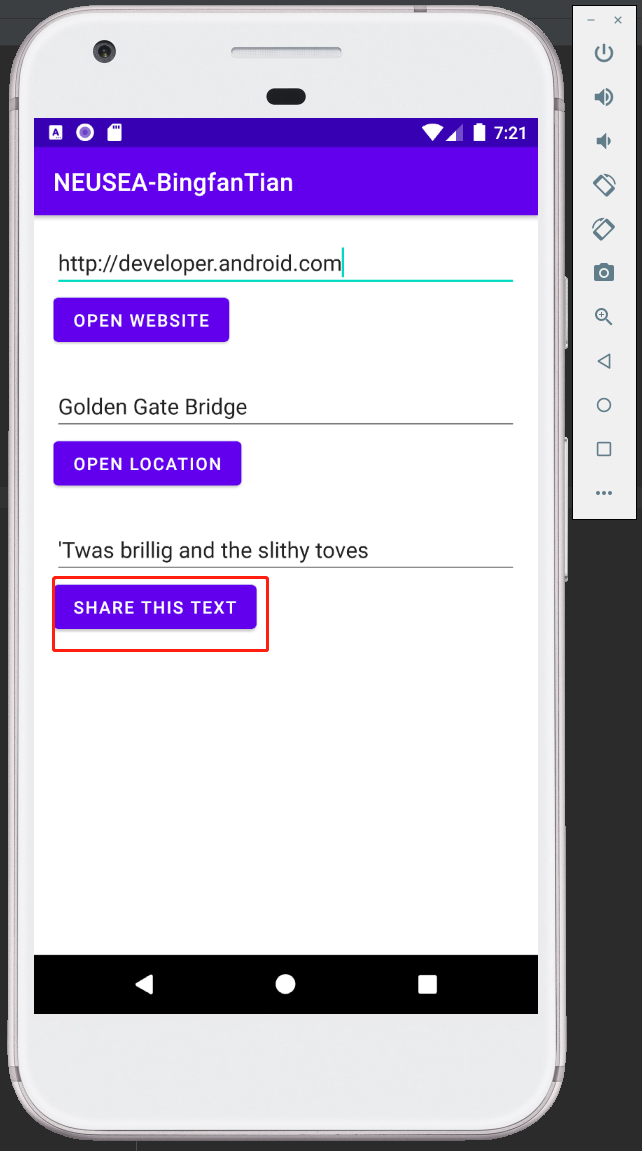 7:21
NEUSEA-BingfanTian
http://developer.android.com
OPEN WEBSITE
Golden Gate Bridge
OPEN LOCATION
'Twas brillig and the slithy toves
SHARE THIS TEXT